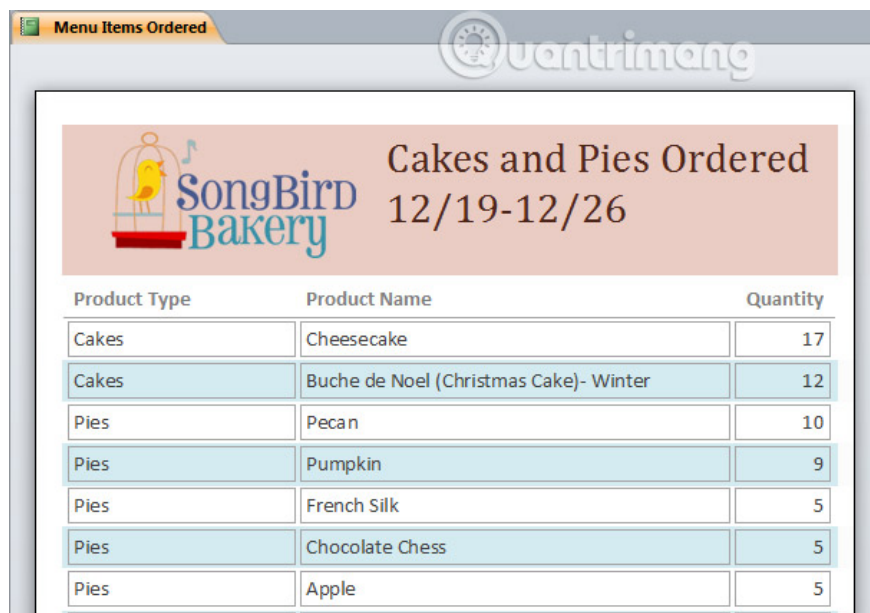 Menu Items Ordered
Quantrimang
SongBird
Bakery
Cakes and Pies Ordered
12/19-12/26
Product Type Product Name Quantity
Cakes Cheesecake 17
Cakes Buche de Noel (Christmas Cake)- Winter 12
Pies Pecan 10
Pies Pumpkin 9
Pies French Silk 5
Pies Chocolate Chess 5
Pies Apple 5